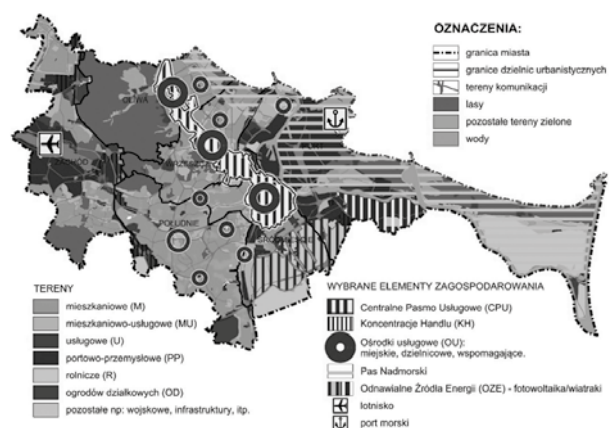 OZNACZENIA:
granica miasta
granice dzielnic urbanistycznych
tereny komunikacji
lasy
pozostałe tereny zielone
wody
OLIWA
POŁUDNIE
TERENY
mieszkaniowe (M)
mieszkaniowo-usługowe (MU)
usługowe (U)
portowo-przemysłowe (PP)
rolnicze (R)
ogrodów działkowych (OD)
pozostałe np: wojskowe, infrastruktury, itp.
WYBRANE ELEMENTY ZAGOSPODAROWANIA
Centralne Pasmo Usługowe (CPU)
Koncentracje Handlu (KH)
Ośrodki usługowe (OU):
miejskie, dzielnicowe, wspomagające.
Pas Nadmorski
Odnawialne Źródła Energii (OZE) - fotowoltaika/wiatraki
lotnisko
port morski